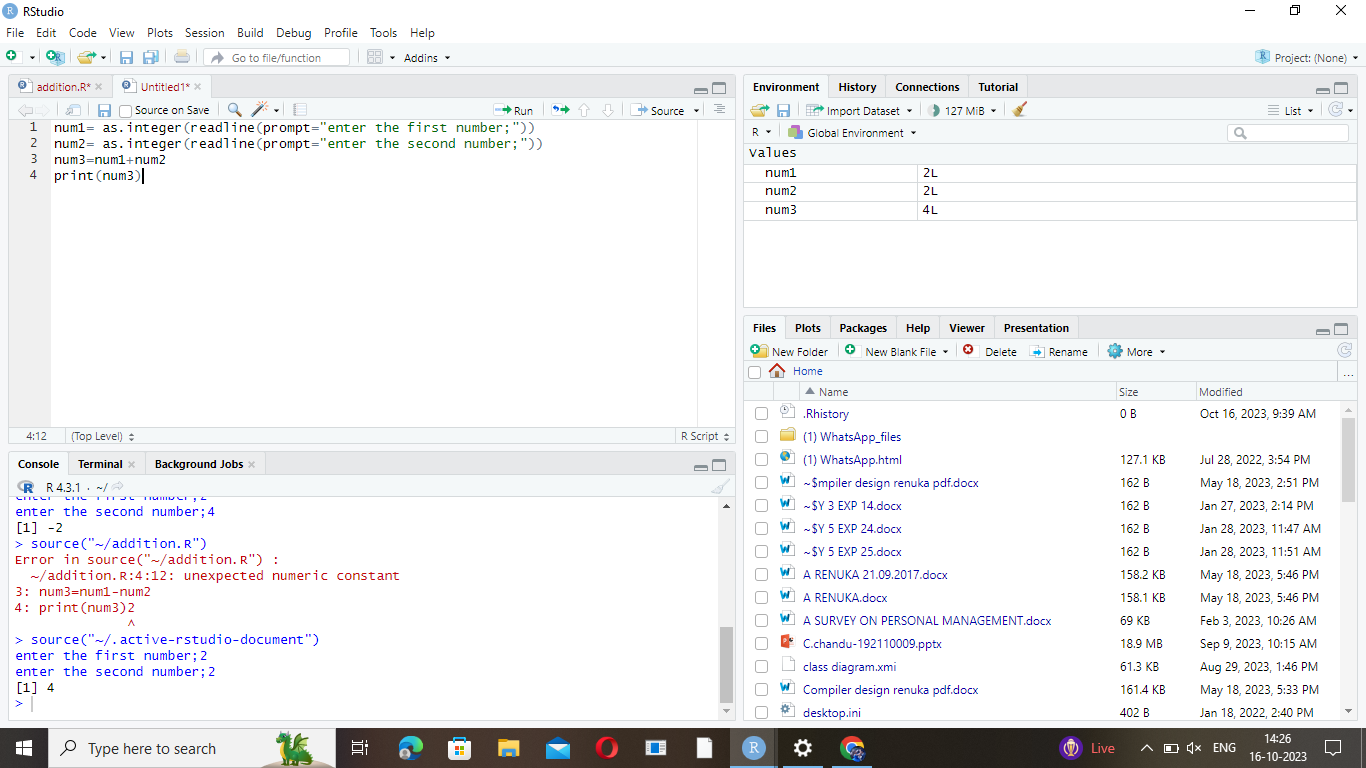 RStudio
File Edit Code View Plots Session Build Debug Profile Tools Help
Go to file/function Addins Project: (None)
addition.R* Untitled1*
Source on Save Run Source
1 num1= as.integer(readline(prompt="enter the first number;"))
2 num2= as.integer(readline(prompt="enter the second number;"))
3 num3=num1+num2
4 print(num3)
4:12 (Top Level) R Script
Console Terminal Background Jobs
R 4.3.1 · ~/
enter the first number;2
enter the second number;4
[1] -2
> source("~/addition.R")
Error in source("~/addition.R") :
~/addition.R:4:12: unexpected numeric constant
3: num3=num1-num2
4: print(num3)2
^
> source("~/.active-rstudio-document")
enter the first number;2
enter the second number;2
[1] 4
>
Environment History Connections Tutorial
Import Dataset 127 MiB List
R Global Environment
Values
num1 2L
num2 2L
num3 4L
Files Plots Packages Help Viewer Presentation
New Folder New Blank File Delete Rename More
Home ...
Name Size Modified
.Rhistory 0 B Oct 16, 2023, 9:39 AM
(1) WhatsApp_files
(1) WhatsApp.html 127.1 KB Jul 28, 2022, 3:54 PM
~$mpiler design renuka pdf.docx 162 B May 18, 2023, 2:51 PM
~$Y 3 EXP 14.docx 162 B Jan 27, 2023, 2:14 PM
~$Y 5 EXP 24.docx 162 B Jan 28, 2023, 11:47 AM
~$Y 5 EXP 25.docx 162 B Jan 28, 2023, 11:51 AM
A RENUKA 21.09.2017.docx 158.2 KB May 18, 2023, 5:46 PM
A RENUKA.docx 158.1 KB May 18, 2023, 5:46 PM
A SURVEY ON PERSONAL MANAGEMENT.docx 69 KB Feb 3, 2023, 10:26 AM
C.chandu-192110009.pptx 18.9 MB Sep 9, 2023, 10:15 AM
class diagram.xmi 61.3 KB Aug 29, 2023, 1:46 PM
Compiler design renuka pdf.docx 161.4 KB May 18, 2023, 5:33 PM
desktop.ini 402 B Jan 18, 2022, 2:40 PM
Type here to search
Live ENG 14:26
16-10-2023